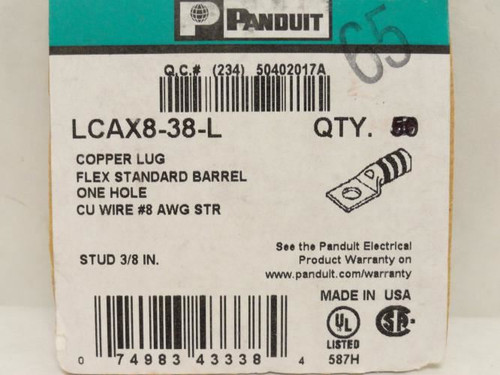 P PANDUIT
65
Q.C.# (234) 50402017A
LCAX8-38-L QTY. 50
COPPER LUG
FLEX STANDARD BARREL
ONE HOLE
CU WIRE #8 AWG STR
STUD 3/8 IN.
See the Panduit Electrical
Product Warranty on
www.panduit.com/warranty
MADE IN USA
UL SA
LISTED
587H
0 74983 43338 4